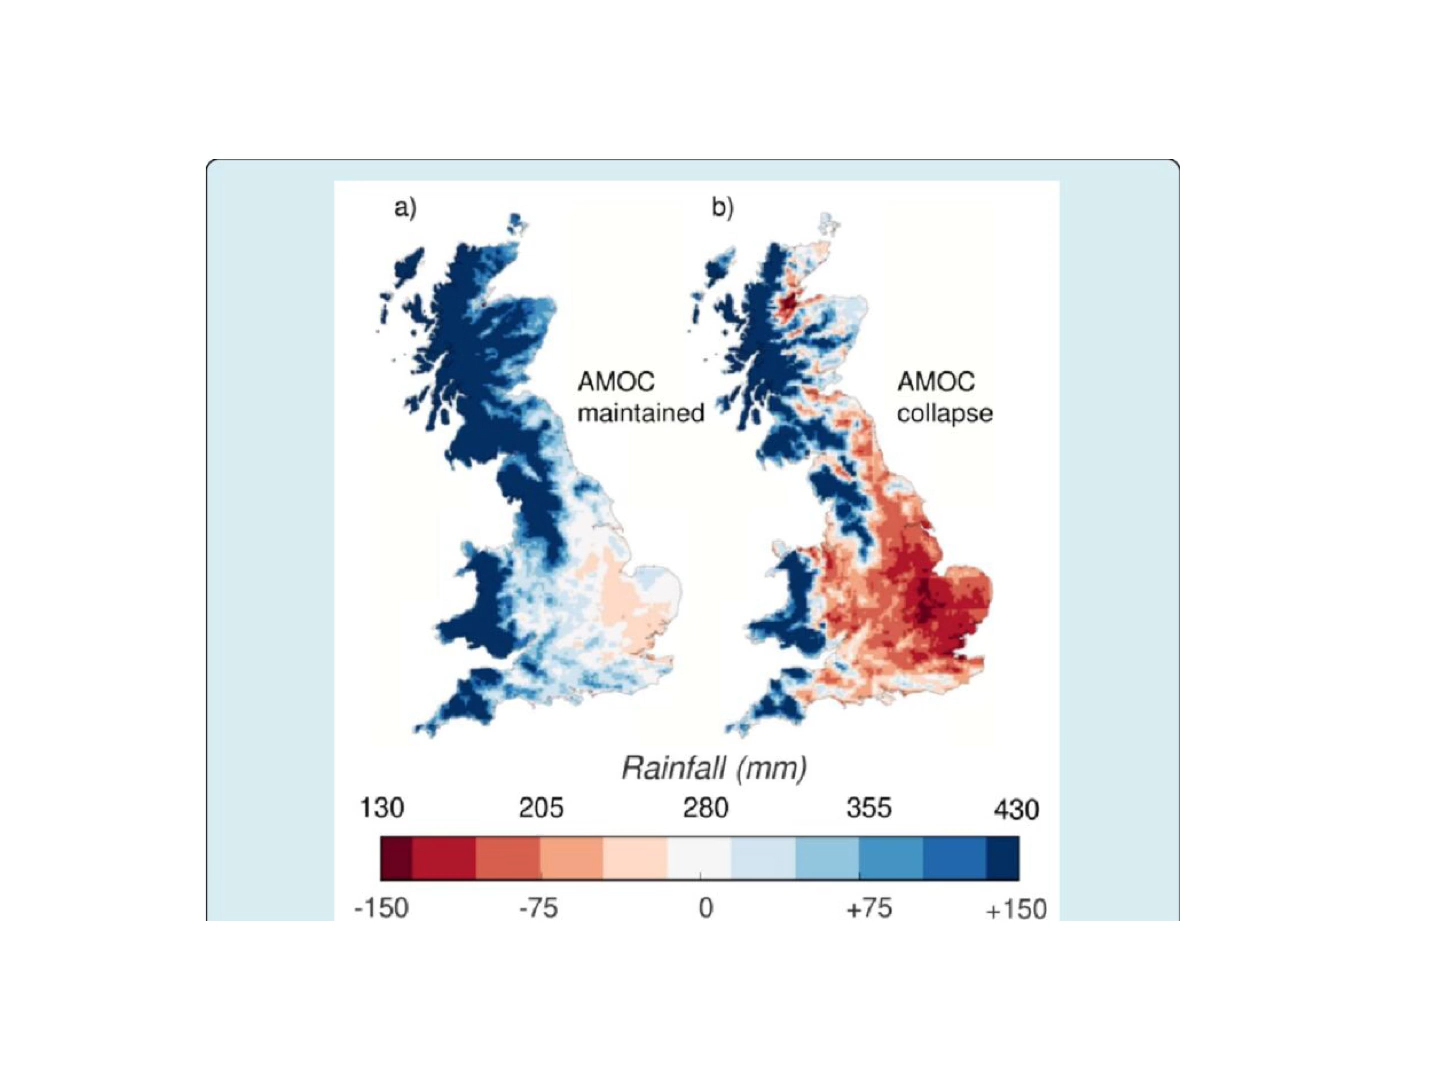 a)
b)
AMOC
maintained
AMOC
collapse
Rainfall (mm)
130 205 280 355 430
-150 -75 0 +75 +150